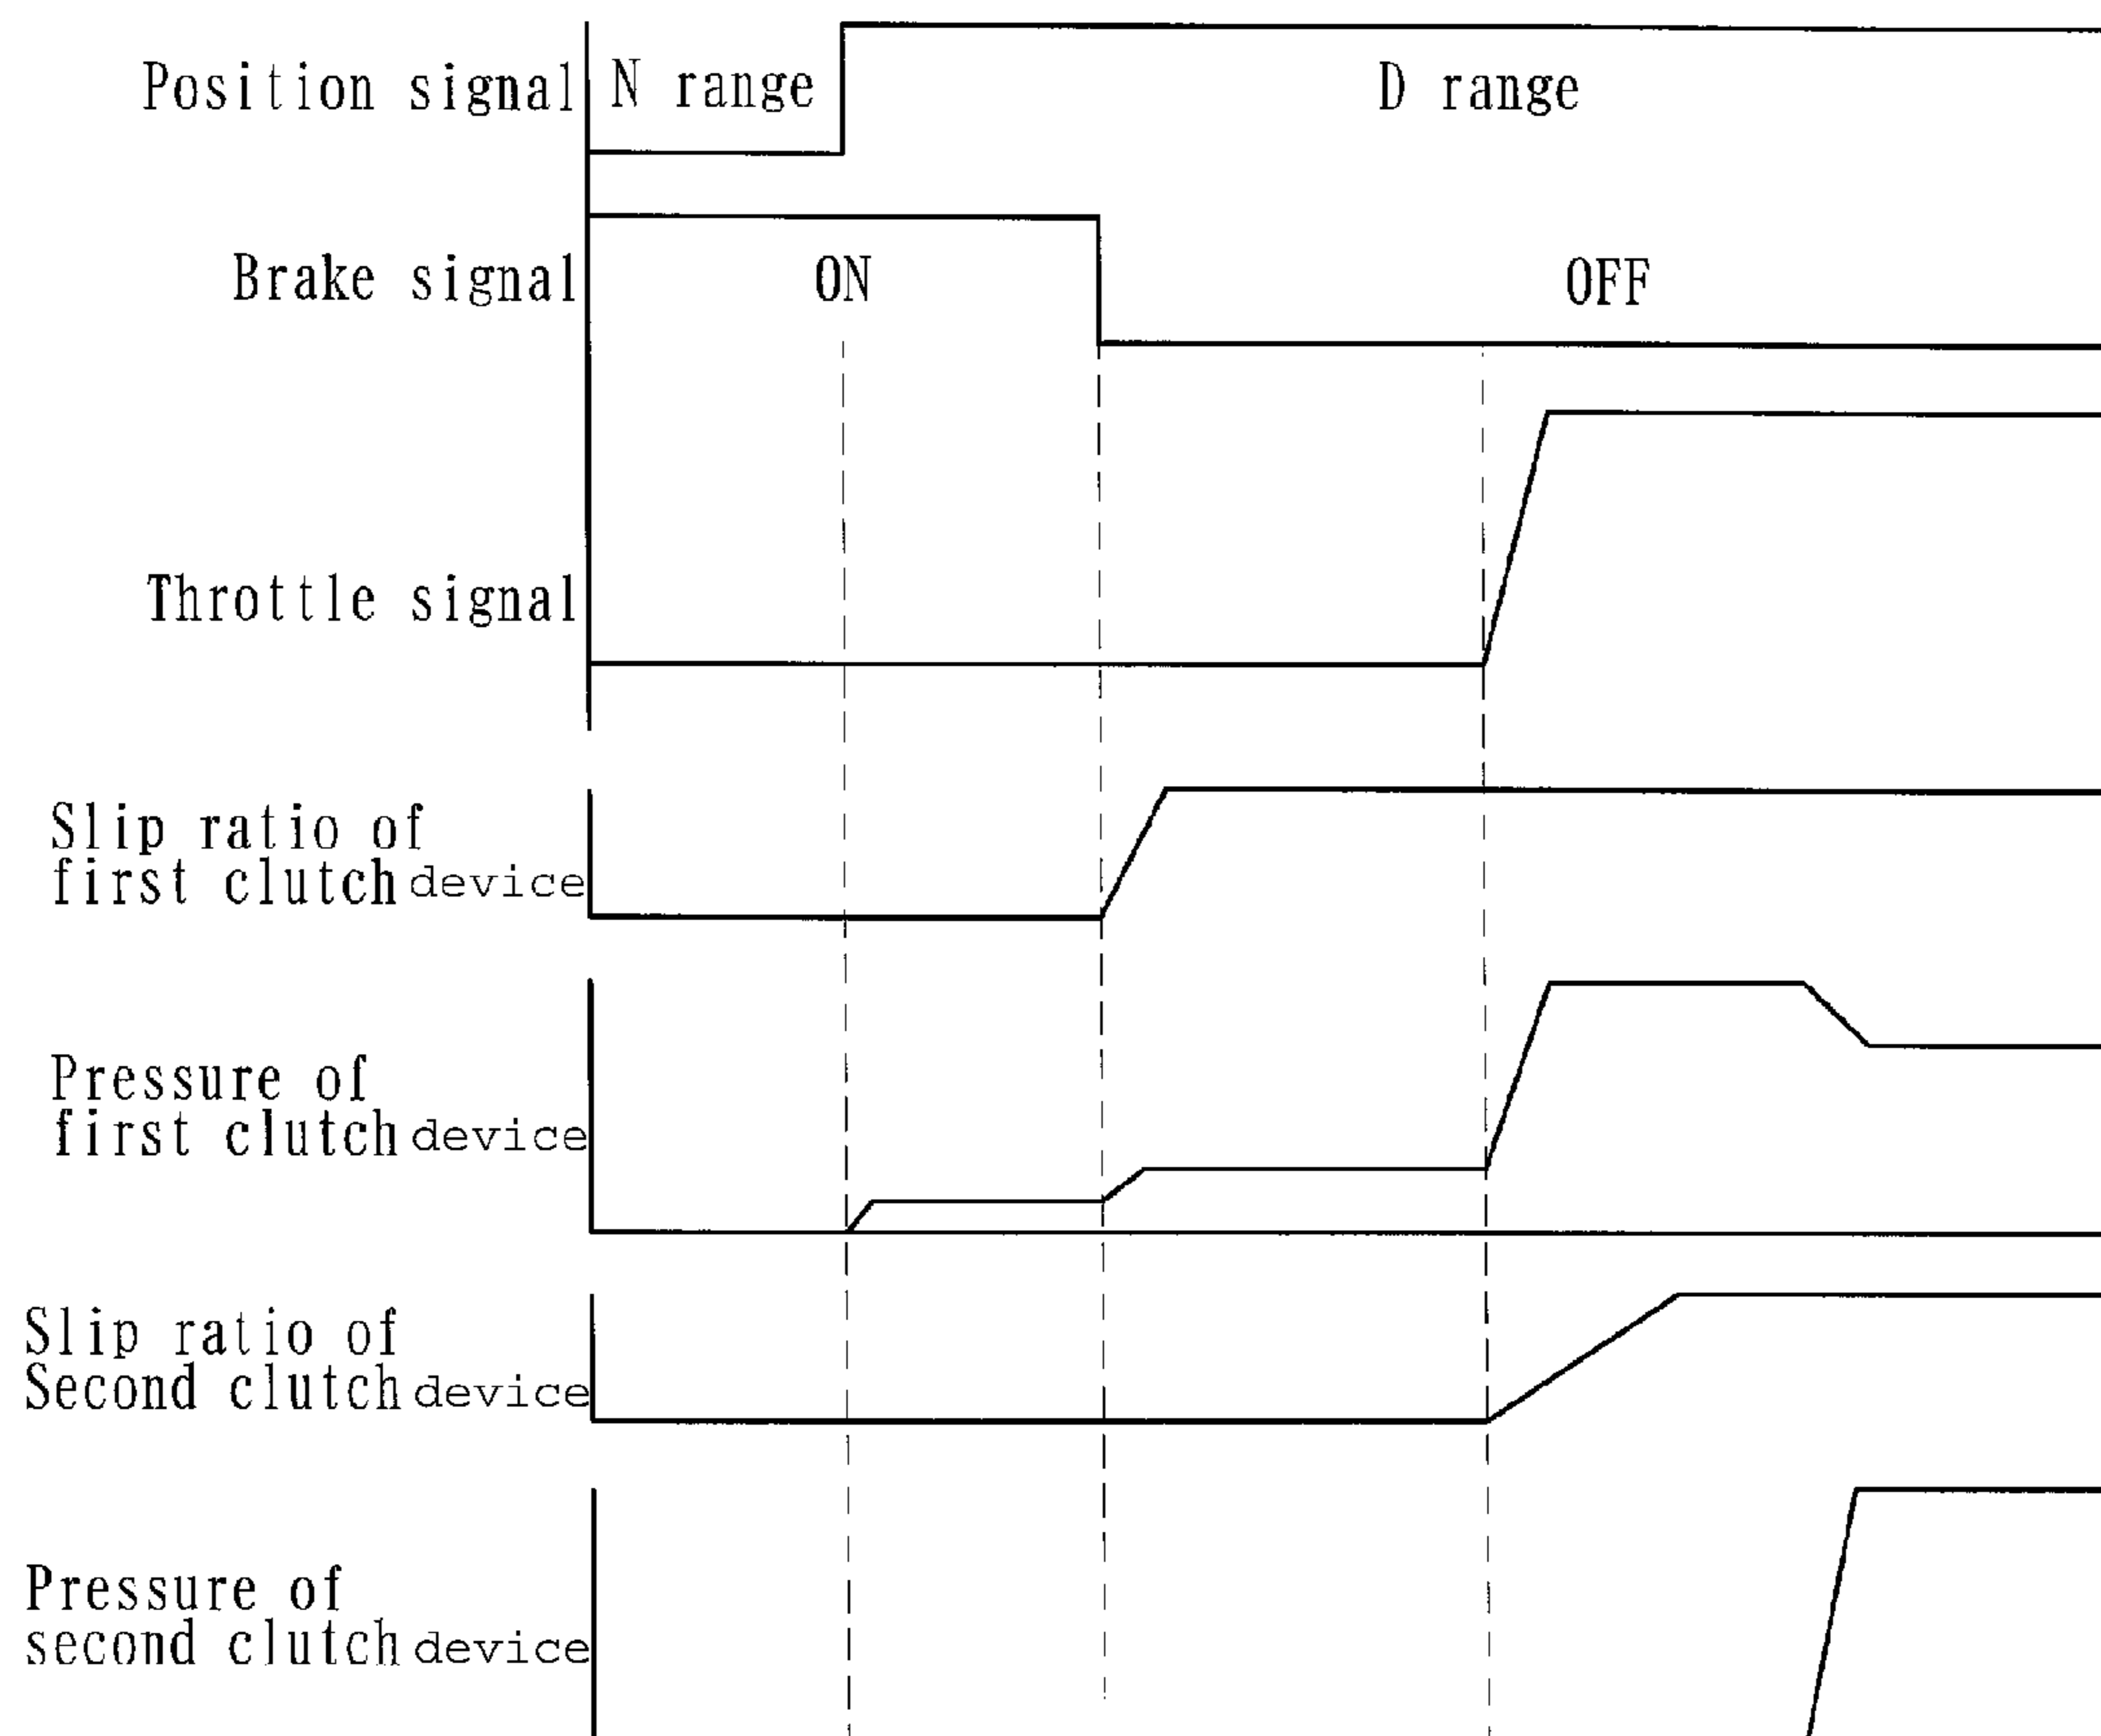 Position signal N range D range
Brake signal ON OFF
Throttle signal
Slip ratio of
first clutch device
Pressure of
first clutch device
Slip ratio of
Second clutch device
Pressure of
second clutch device